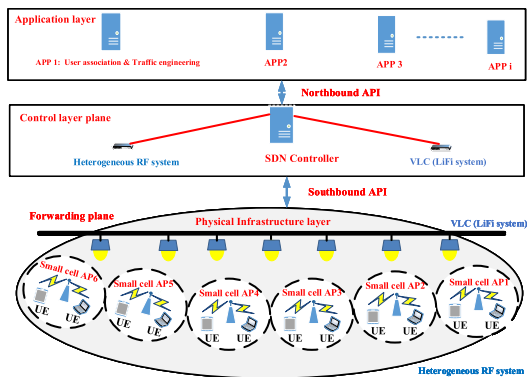 Application layer
APP 1: User association & Traffic engineering
APP2
APP 3
APP i
Northbound API
Control layer plane
Heterogeneous RF system
SDN Controller
VLC (LiFi system)
Southbound API
Forwarding plane
Physical Infrastructure layer
VLC (LiFi system)
Small cell AP6
UE
UE
Small cell AP5
UE
UE
Small cell AP4
UE
UE
Small cell AP3
UE
UE
Small cell AP2
UE
UE
Small cell AP1
UE
UE
Heterogeneous RF system